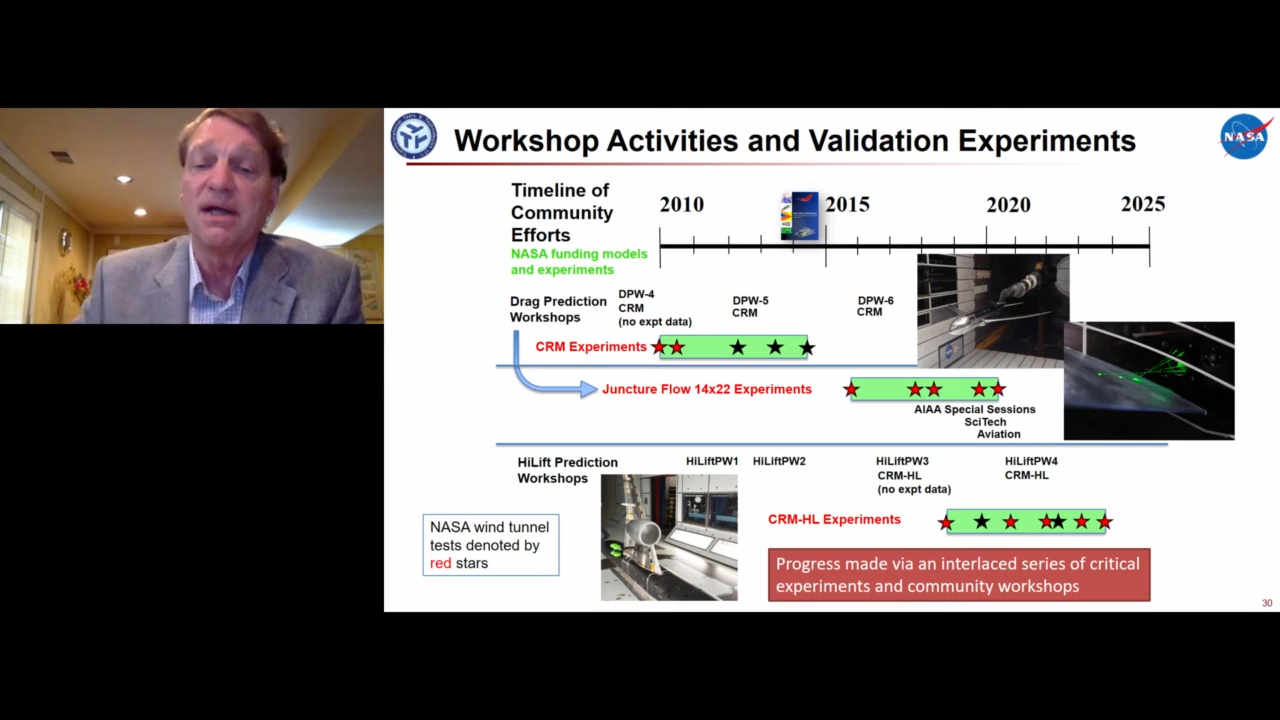 Workshop Activities and Validation Experiments
NASA
Timeline of
Community
Efforts
NASA funding models
and experiments
2010
2015
2020
2025
Drag Prediction
Workshops
DPW-4
CRM
(no expt data)
DPW-5
CRM
DPW-6
CRM
CRM Experiments
Juncture Flow 14x22 Experiments
AIAA Special Sessions
SciTech
Aviation
HiLift Prediction
Workshops
HiLiftPW1
HiLiftPW2
HiLiftPW3
CRM-HL
(no expt data)
HiLiftPW4
CRM-HL
CRM-HL Experiments
NASA wind tunnel
tests denoted by
red stars
Progress made via an interlaced series of critical
experiments and community workshops
30